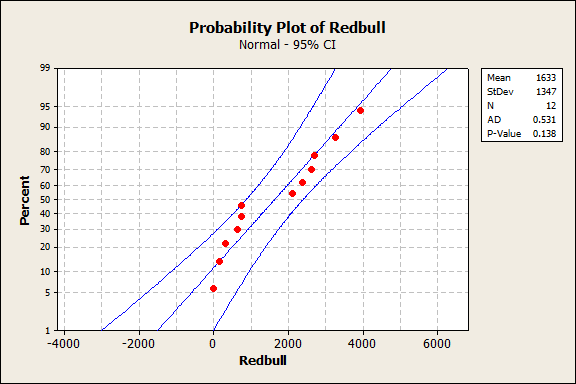 Probability Plot of Redbull
Normal - 95% CI
99
95
90
80
70
60
50
40
30
20
10
5
1
Percent
-4000 -2000 0 2000 4000 6000
Redbull
Mean 1633
StDev 1347
N 12
AD 0.531
P-Value 0.138